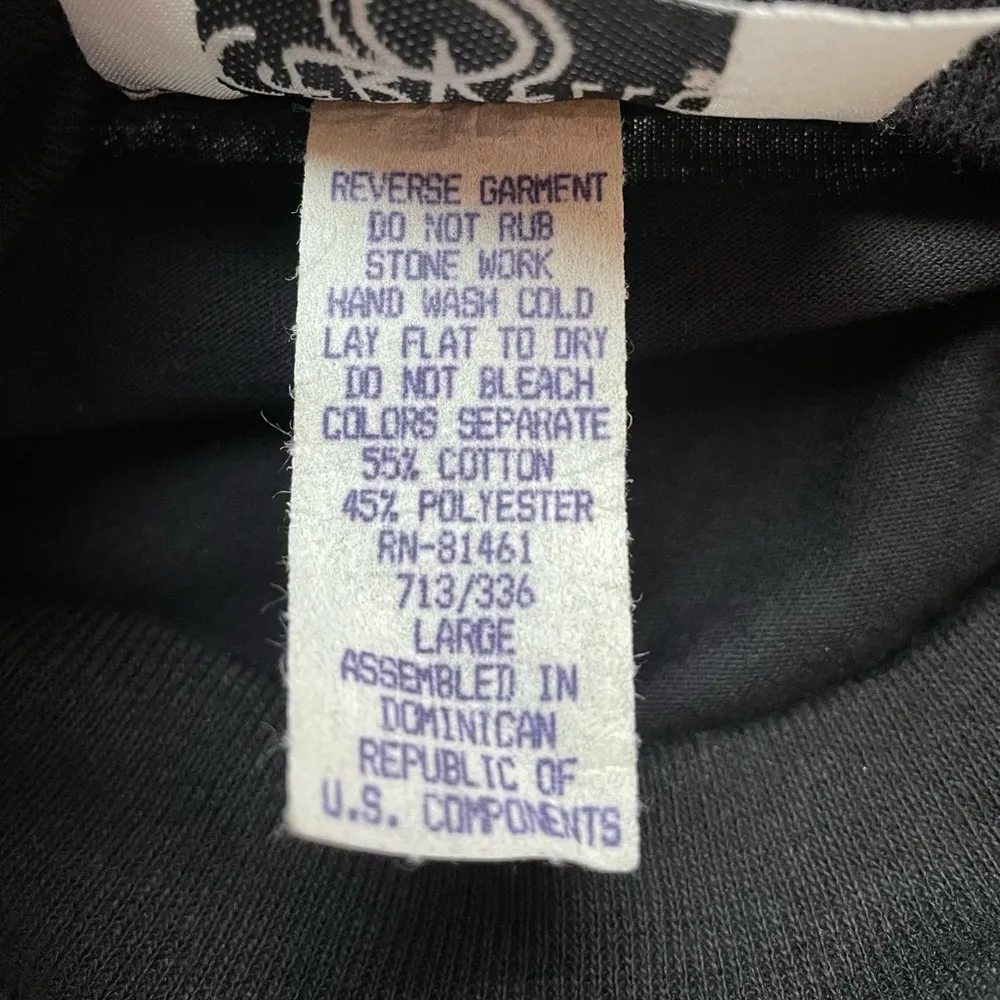 REVERSE GARMENT
DO NOT RUB
STONE WORK
HAND WASH COLD
LAY FLAT TO DRY
DO NOT BLEACH
COLORS SEPARATE
55% COTTON
45% POLYESTER
RN-81461
713/336
LARGE
ASSEMBLED IN
DOMINICAN
REPUBLIC OF
U.S. COMPONENTS